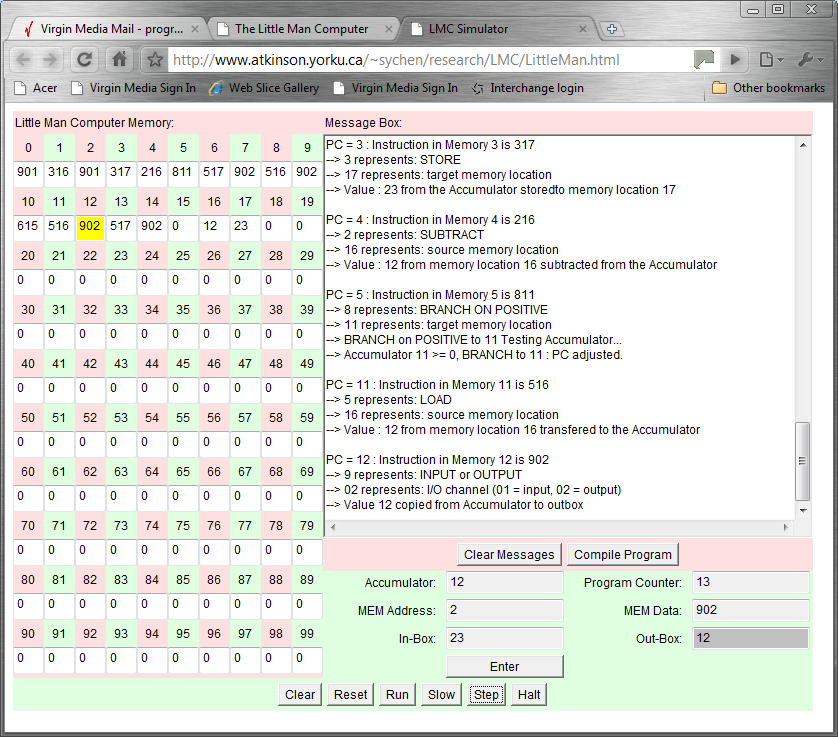 Virgin Media Mail - progr...
The Little Man Computer
LMC Simulator
http://www.atkinson.yorku.ca/~sychen/research/LMC/LittleMan.html
Acer Virgin Media Sign In Web Slice Gallery Virgin Media Sign In Interchange login Other bookmarks
Little Man Computer Memory:
0 1 2 3 4 5 6 7 8 9
901 316 901 317 216 811 517 902 516 902
10 11 12 13 14 15 16 17 18 19
615 516 902 517 902 0 12 23 0 0
20 21 22 23 24 25 26 27 28 29
0 0 0 0 0 0 0 0 0 0
30 31 32 33 34 35 36 37 38 39
0 0 0 0 0 0 0 0 0 0
40 41 42 43 44 45 46 47 48 49
0 0 0 0 0 0 0 0 0 0
50 51 52 53 54 55 56 57 58 59
0 0 0 0 0 0 0 0 0 0
60 61 62 63 64 65 66 67 68 69
0 0 0 0 0 0 0 0 0 0
70 71 72 73 74 75 76 77 78 79
0 0 0 0 0 0 0 0 0 0
80 81 82 83 84 85 86 87 88 89
0 0 0 0 0 0 0 0 0 0
90 91 92 93 94 95 96 97 98 99
0 0 0 0 0 0 0 0 0 0
Message Box:
PC = 3 : Instruction in Memory 3 is 317
--> 3 represents: STORE
--> 17 represents: target memory location
--> Value : 23 from the Accumulator storedto memory location 17
PC = 4 : Instruction in Memory 4 is 216
--> 2 represents: SUBTRACT
--> 16 represents: source memory location
--> Value : 12 from memory location 16 subtracted from the Accumulator
PC = 5 : Instruction in Memory 5 is 811
--> 8 represents: BRANCH ON POSITIVE
--> 11 represents: target memory location
--> BRANCH on POSITIVE to 11 Testing Accumulator...
--> Accumulator 11 >= 0, BRANCH to 11 : PC adjusted.
PC = 11 : Instruction in Memory 11 is 516
--> 5 represents: LOAD
--> 16 represents: source memory location
--> Value : 12 from memory location 16 transfered to the Accumulator
PC = 12 : Instruction in Memory 12 is 902
--> 9 represents: INPUT or OUTPUT
--> 02 represents: I/O channel (01 = input, 02 = output)
--> Value 12 copied from Accumulator to outbox
Clear Messages Compile Program
Accumulator: 12 Program Counter: 13
MEM Address: 2 MEM Data: 902
In-Box: 23 Out-Box: 12
Enter
Clear Reset Run Slow Step Halt